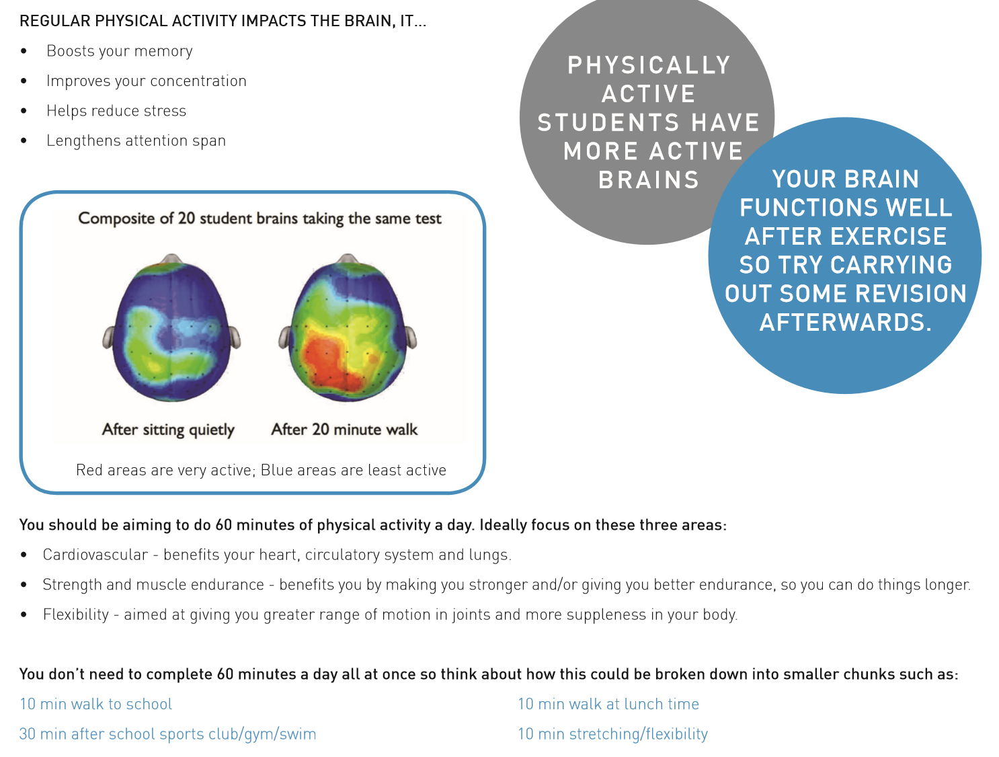 REGULAR PHYSICAL ACTIVITY IMPACTS THE BRAIN, IT...
• Boosts your memory
• Improves your concentration
• Helps reduce stress
• Lengthens attention span
PHYSICALLY
ACTIVE
STUDENTS HAVE
MORE ACTIVE
BRAINS
YOUR BRAIN
FUNCTIONS WELL
AFTER EXERCISE
SO TRY CARRYING
OUT SOME REVISION
AFTERWARDS.
Composite of 20 student brains taking the same test
After sitting quietly
After 20 minute walk
Red areas are very active; Blue areas are least active
You should be aiming to do 60 minutes of physical activity a day. Ideally focus on these three areas:
• Cardiovascular - benefits your heart, circulatory system and lungs.
• Strength and muscle endurance - benefits you by making you stronger and/or giving you better endurance, so you can do things longer.
• Flexibility - aimed at giving you greater range of motion in joints and more suppleness in your body.
You don't need to complete 60 minutes a day all at once so think about how this could be broken down into smaller chunks such as:
10 min walk to school
10 min walk at lunch time
30 min after school sports club/gym/swim
10 min stretching/flexibility